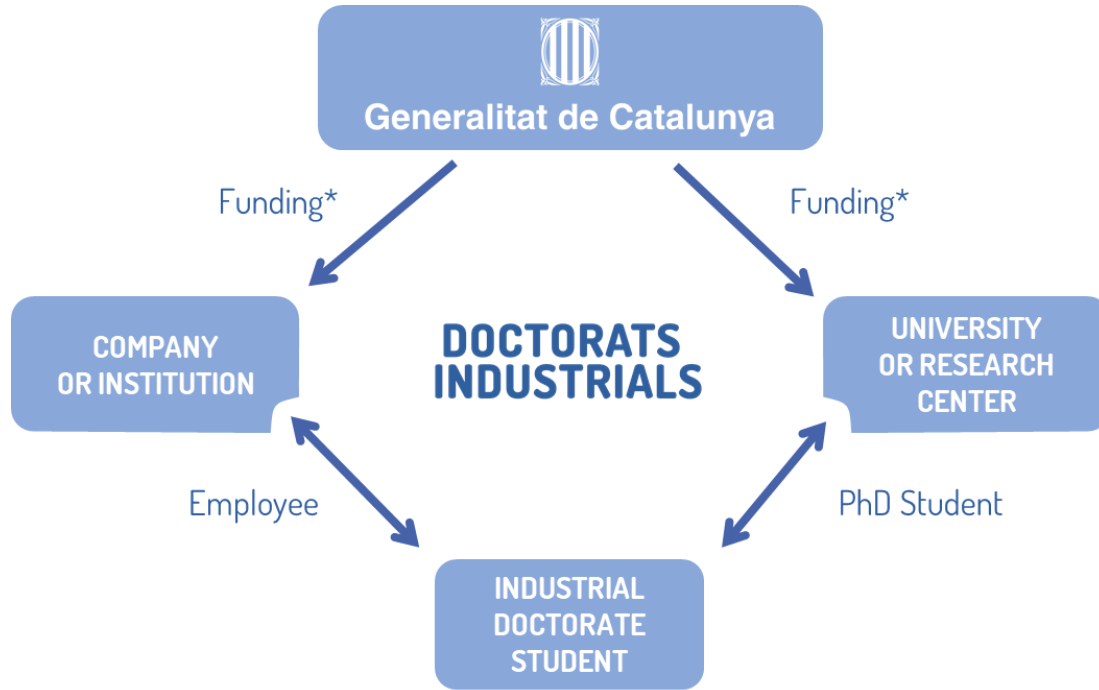 Generalitat de Catalunya
Funding*
Funding*
COMPANY
OR INSTITUTION
DOCTORATS
INDUSTRIALS
UNIVERSITY
OR RESEARCH
CENTER
Employee
PhD Student
INDUSTRIAL
DOCTORATE
STUDENT